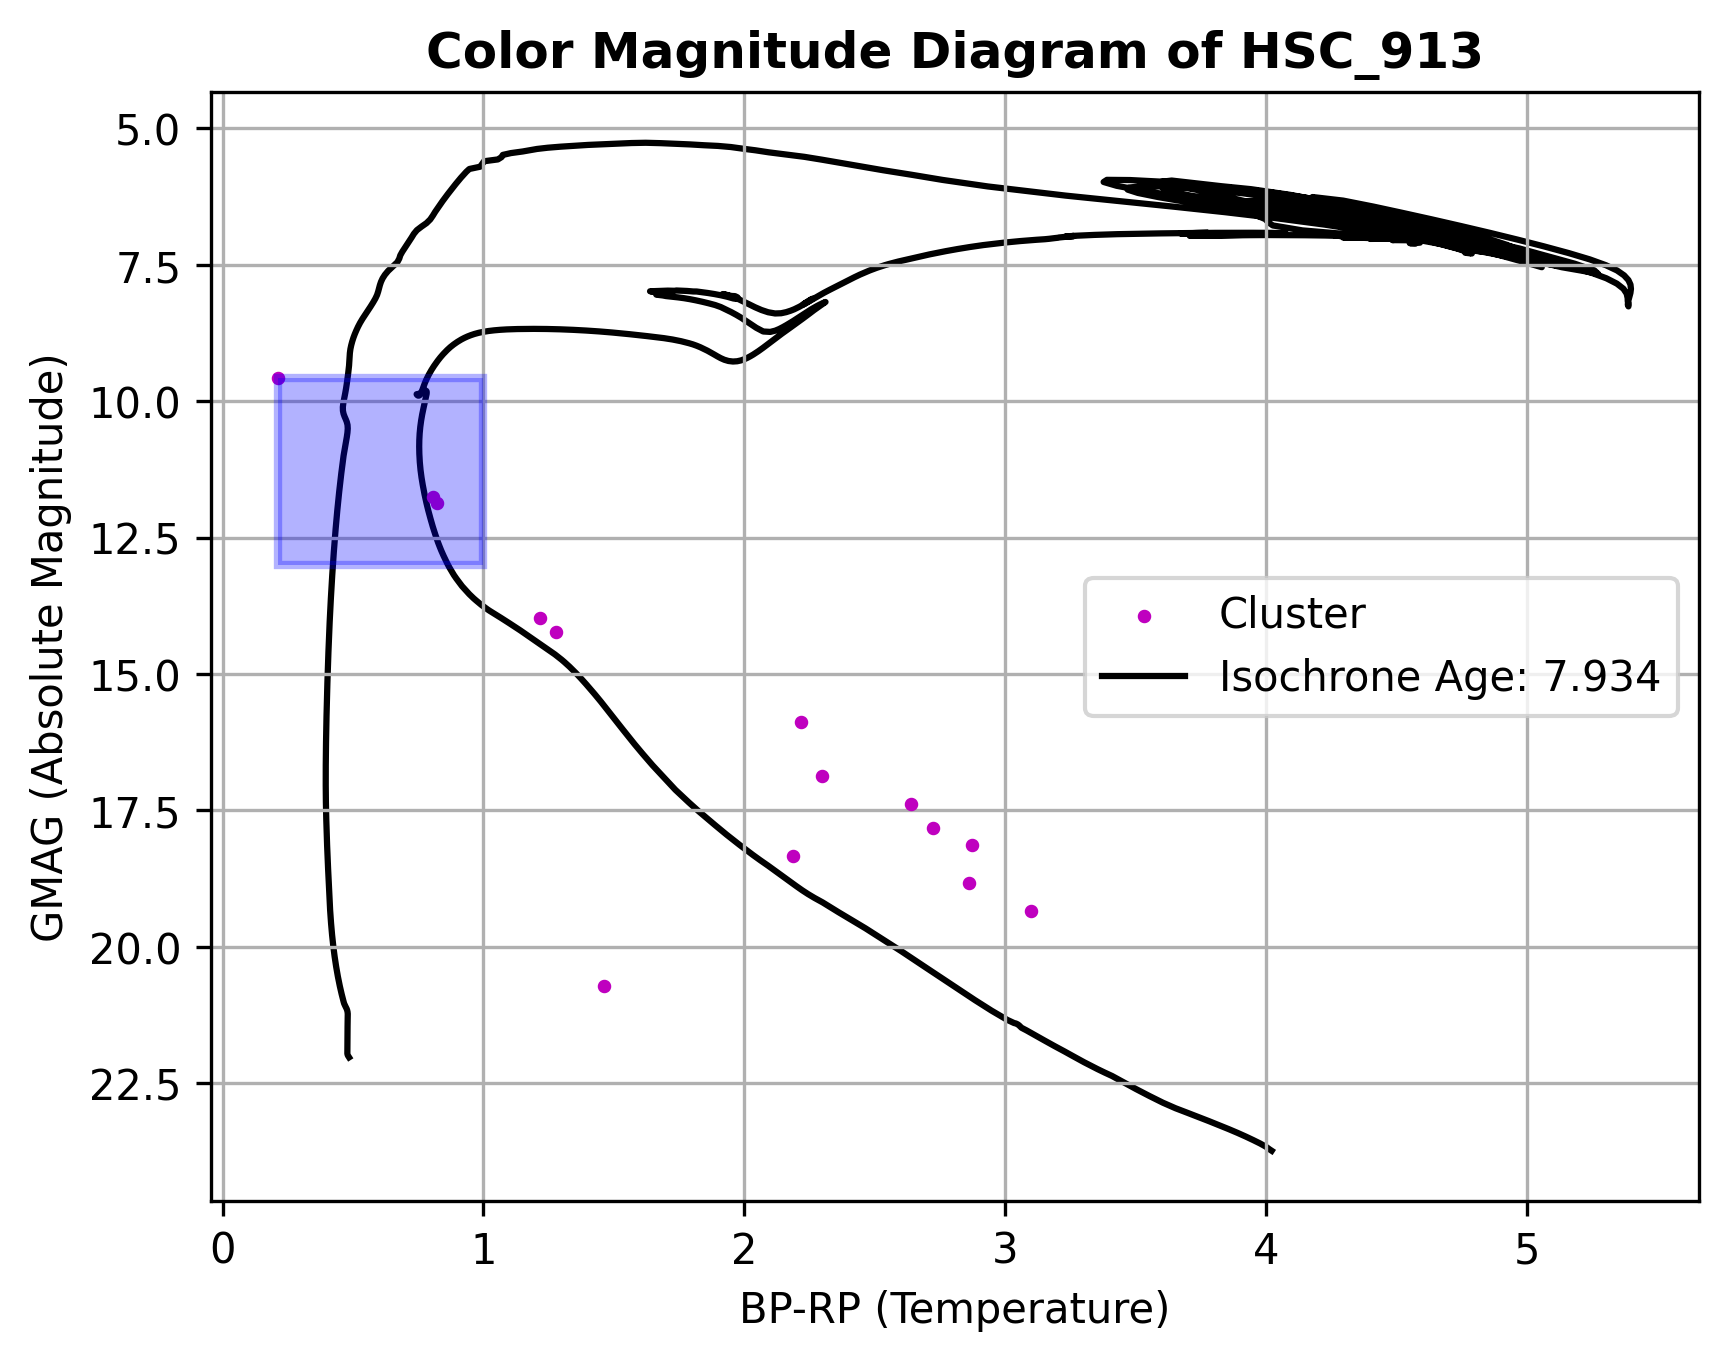 Color Magnitude Diagram of HSC_913
GMAG (Absolute Magnitude)
5.0
7.5
10.0
12.5
15.0
17.5
20.0
22.5
Cluster
Isochrone Age: 7.934
0 1 2 3 4 5
BP-RP (Temperature)